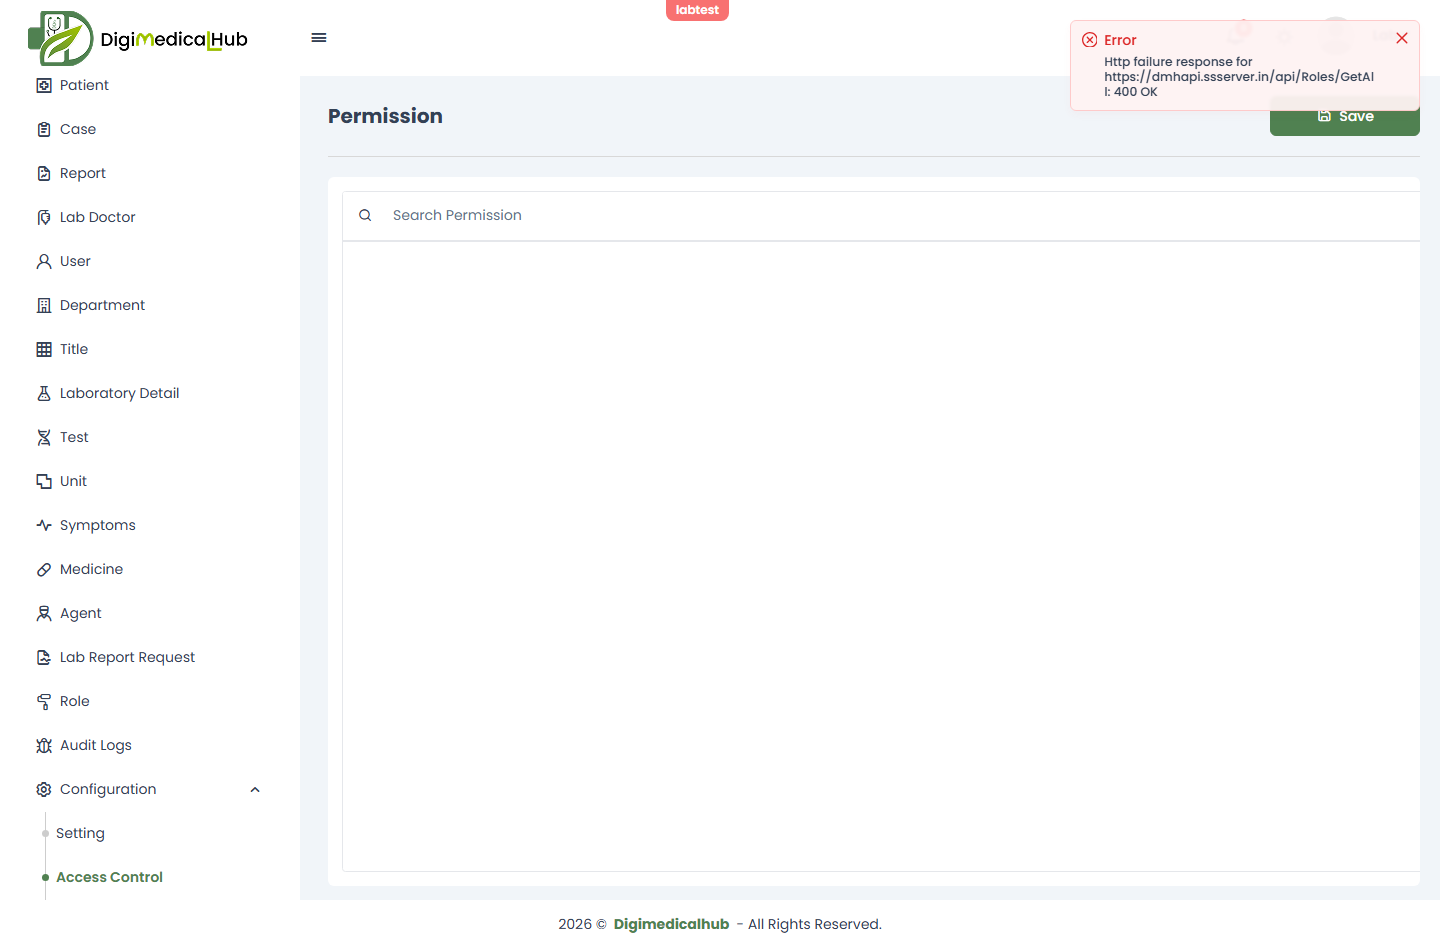 labtest
DigiMedicalHub
Error
Http failure response for
https://dmhapi.ssserver.in/api/Roles/GetAl
l: 400 OK
Patient
Case
Report
Lab Doctor
User
Department
Title
Laboratory Detail
Test
Unit
Symptoms
Medicine
Agent
Lab Report Request
Role
Audit Logs
Configuration
Setting
Access Control
Permission
Save
Search Permission
2026 © Digimedicalhub - All Rights Reserved.